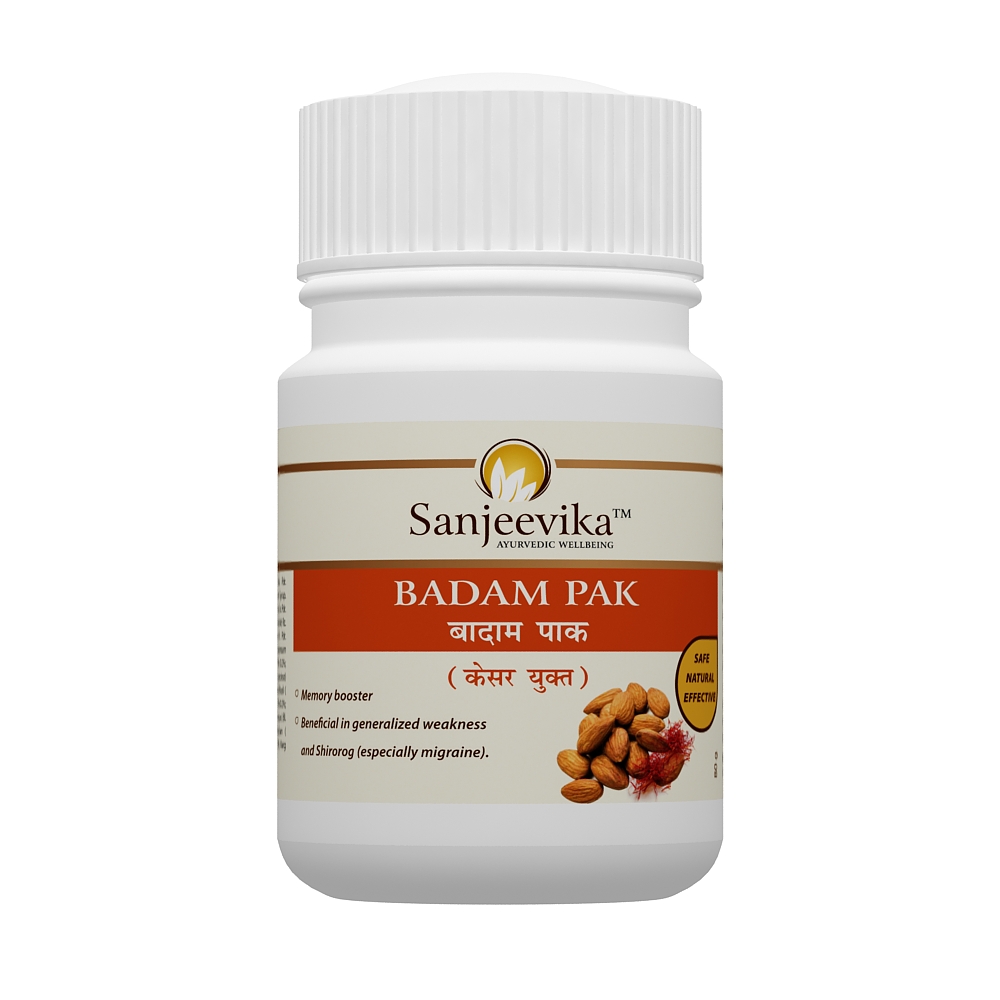 Sanjeevika™
AYURVEDIC WELLBEING
BADAM PAK
बादाम पाक
( केसर युक्त )
Memory booster
Beneficial in generalized weakness
and Shirorog (especially migraine).
SAFE
NATURAL
EFFECTIVE